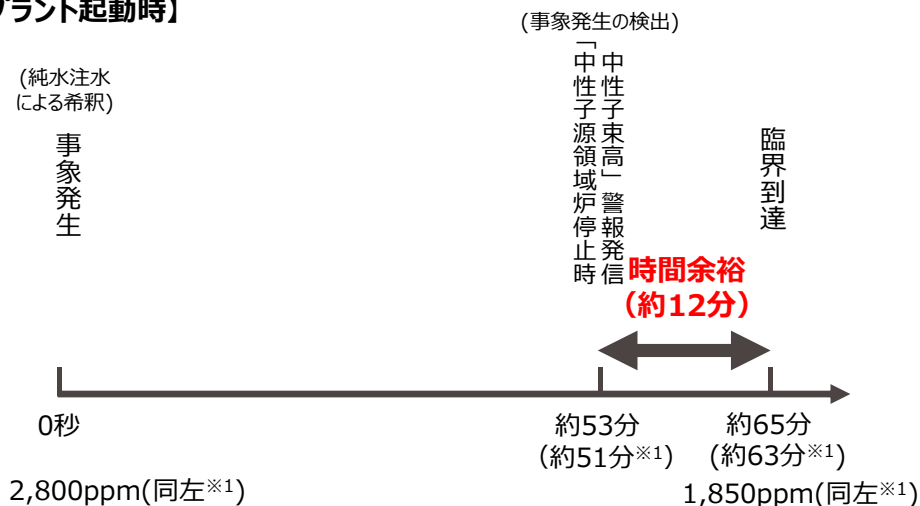 プラント起動時】
(純水注水
による希釈)
事象発生
(事象発生の検出)
「中性子源領域炉停止時
中性子束高」警報発信
臨界到達
時間余裕
（約12分）
0秒
約53分
(約51分※1)
約65分
(約63分※1)
2,800ppm(同左※1)
1,850ppm(同左※1)